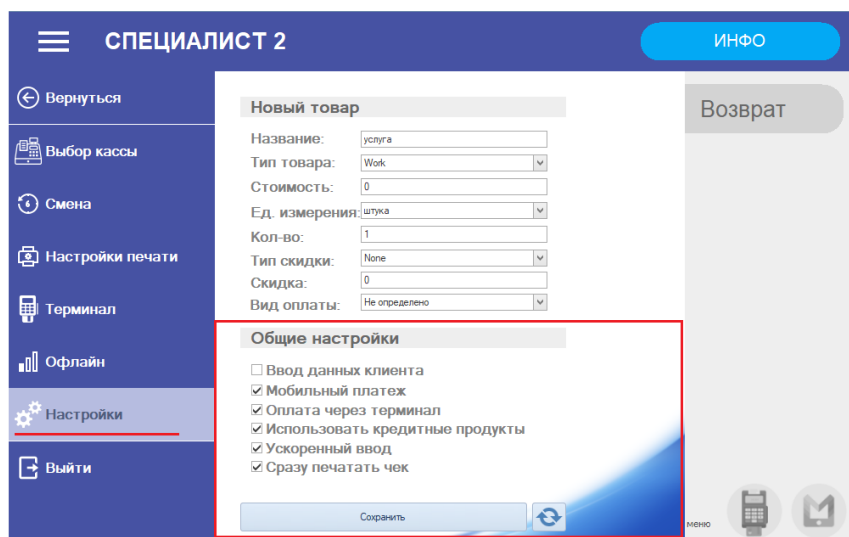 СПЕЦИАЛИСТ 2
ИНФО
Вернуться
Выбор кассы
6
Смена
Настройки печати
Терминал
Офлайн
Настройки
Выйти
Новый товар
Название: услуга
Тип товара: Work
Стоимость: 0
Ед. измерения: штука
Кол-во: 1
Тип скидки: None
Скидка: 0
Вид оплаты: Не определено
Общие настройки
Ввод данных клиента
Мобильный платеж
Оплата через терминал
Использовать кредитные продукты
Ускоренный ввод
Сразу печатать чек
Сохранить
Возврат
меню